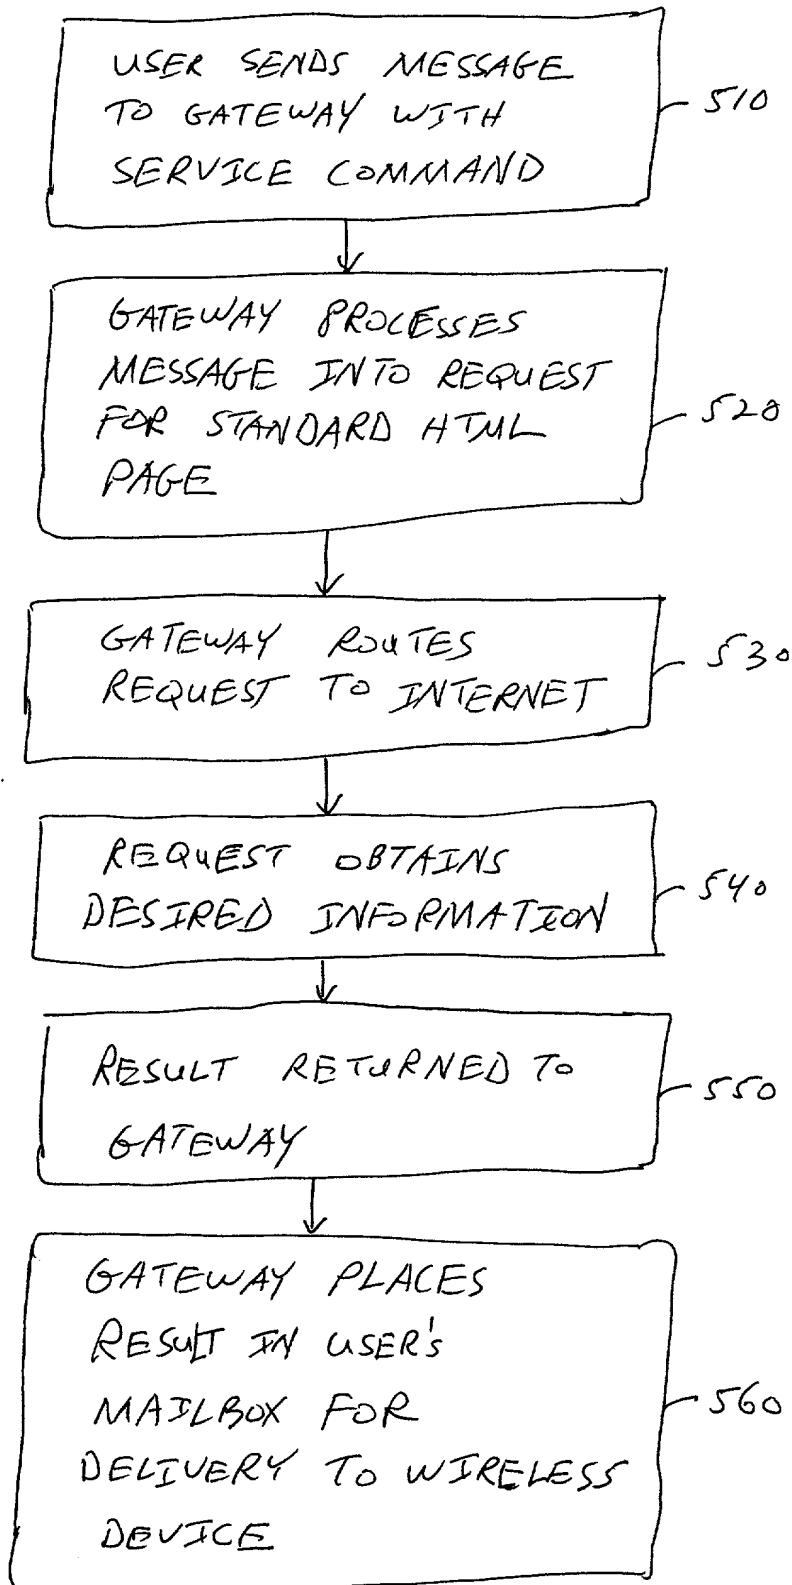 USER SENDS MESSAGE
TO GATEWAY WITH
SERVICE COMMAND
510
GATEWAY PROCESSES
MESSAGE INTO REQUEST
FOR STANDARD HTML
PAGE
520
GATEWAY ROUTES
REQUEST TO INTERNET
530
REQUEST OBTAINS
DESIRED INFORMATION
540
RESULT RETURNED TO
GATEWAY
550
GATEWAY PLACES
RESULT IN USER'S
MAILBOX FOR
DELIVERY TO WIRELESS
DEVICE
560